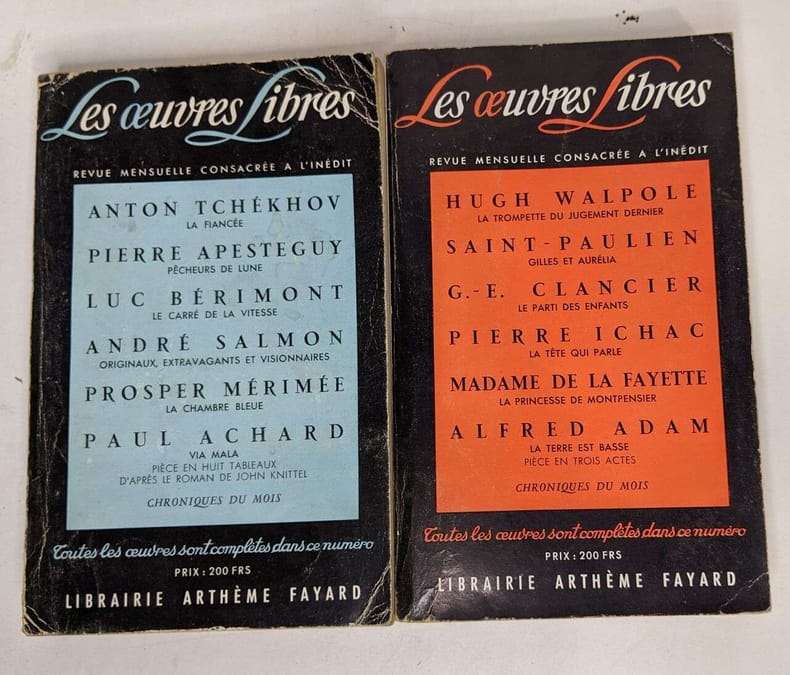 Les œuvres Libres
REVUE MENSUELLE CONSACRÉE A L'INÉDIT
ANTON TCHÉKHOV
LA FIANCÉE
PIERRE APESTEGUY
PÊCHEURS DE LUNE
LUC BÉRIMONT
LE CARRÉ DE LA VITESSE
ANDRÉ SALMON
ORIGINAUX, EXTRAVAGANTS ET VISIONNAIRES
PROSPER MÉRIMÉE
LA CHAMBRE BLEUE
PAUL ACHARD
VIA MALA
PIÈCE EN HUIT TABLEAUX
D'APRÈS LE ROMAN DE JOHN KNITTEL
CHRONIQUES DU MOIS
Toutes les œuvres sont complètes dans ce numéro
PRIX : 200 FRS
LIBRAIRIE ARTHÈME FAYARD
Les œuvres Libres
REVUE MENSUELLE CONSACRÉE A L'INÉDIT
HUGH WALPOLE
LA TROMPETTE DU JUGEMENT DERNIER
SAINT-PAULIEN
GILLES ET AURÉLIA
G.-E. CLANCIER
LE PARTI DES ENFANTS
PIERRE ICHAC
LA TÊTE QUI PARLE
MADAME DE LA FAYETTE
LA PRINCESSE DE MONTPENSIER
ALFRED ADAM
LA TERRE EST BASSE
PIÈCE EN TROIS ACTES
CHRONIQUES DU MOIS
Toutes les œuvres sont complètes dans ce numéro
PRIX : 200 FRS
LIBRAIRIE ARTHÈME FAYARD